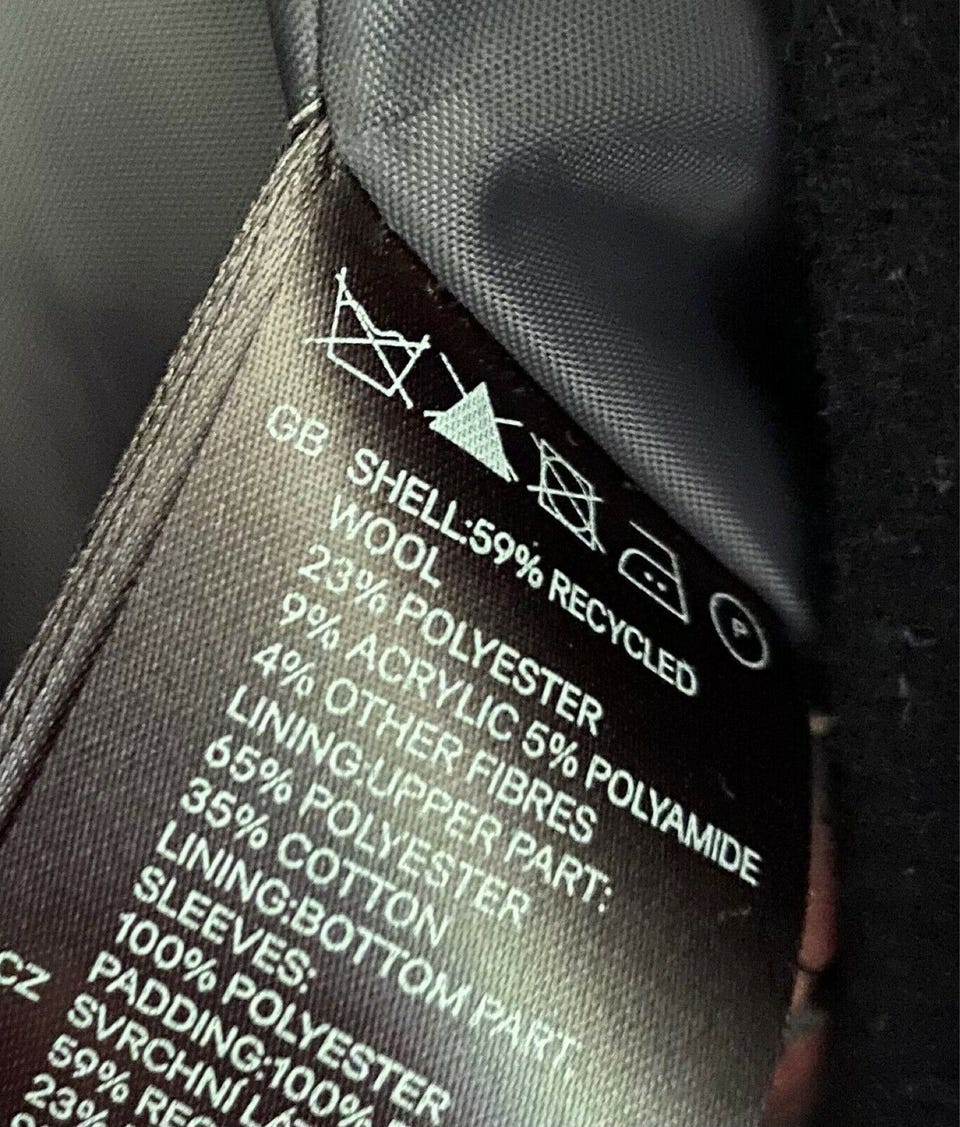 P
GB SHELL:59% RECYCLED
WOOL
23% POLYESTER
9% ACRYLIC 5% POLYAMIDE
4% OTHER FIBRES
LINING:UPPER PART:
65% POLYESTER
35% COTTON
LINING:BOTTOM PART,
SLEEVES:
100% POLYESTER
PADDING:100%
CZ SVRCHNÍ
59%
23%